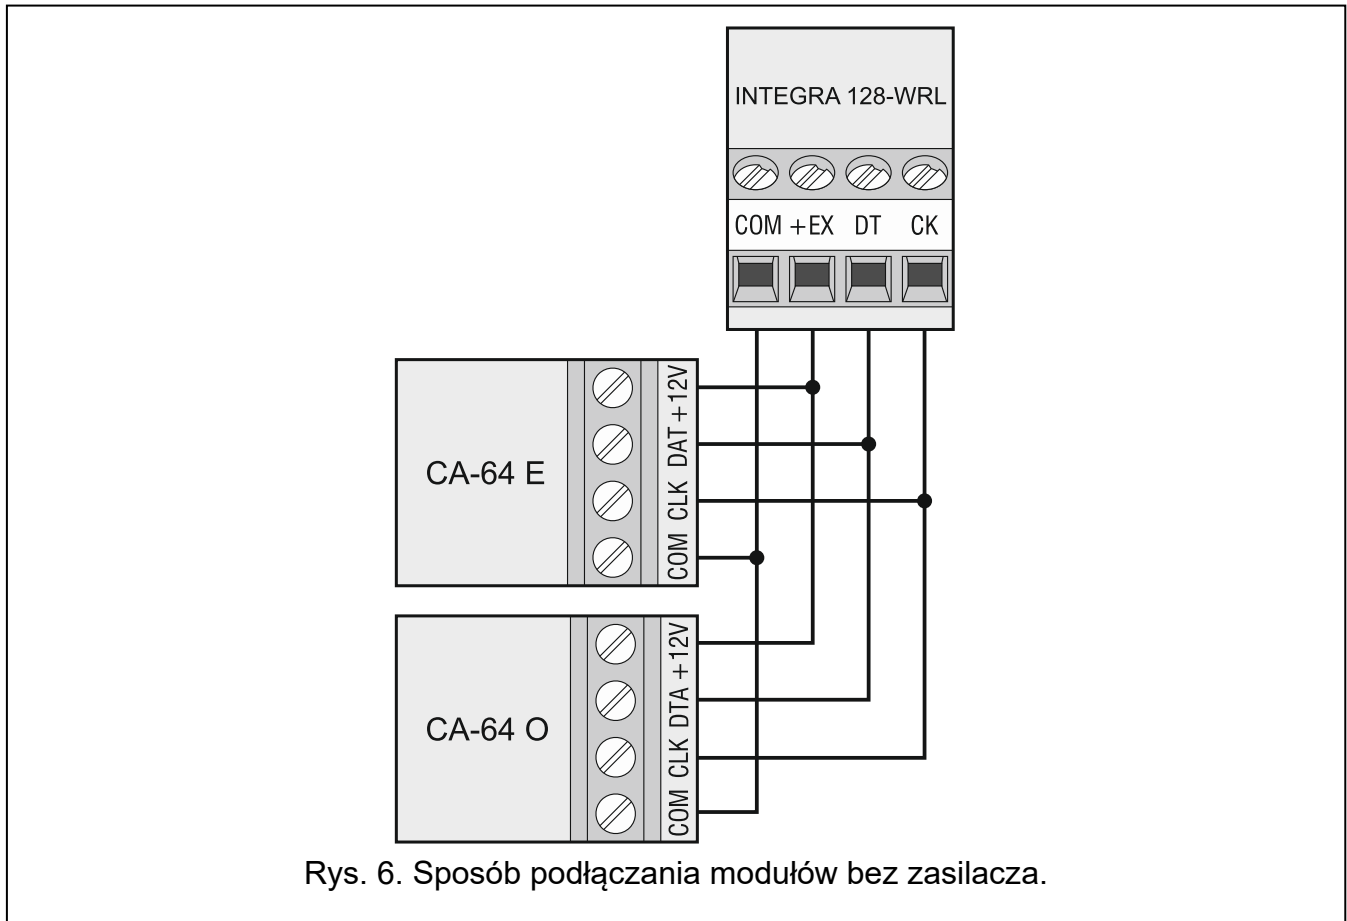 INTEGRA 128-WRL
COM +EX DT CK
CA-64 E
+12V
DAT
CLK
COM
CA-64 O
+12V
DTA
CLK
COM
Rys. 6. Sposób podłączania modułów bez zasilacza.